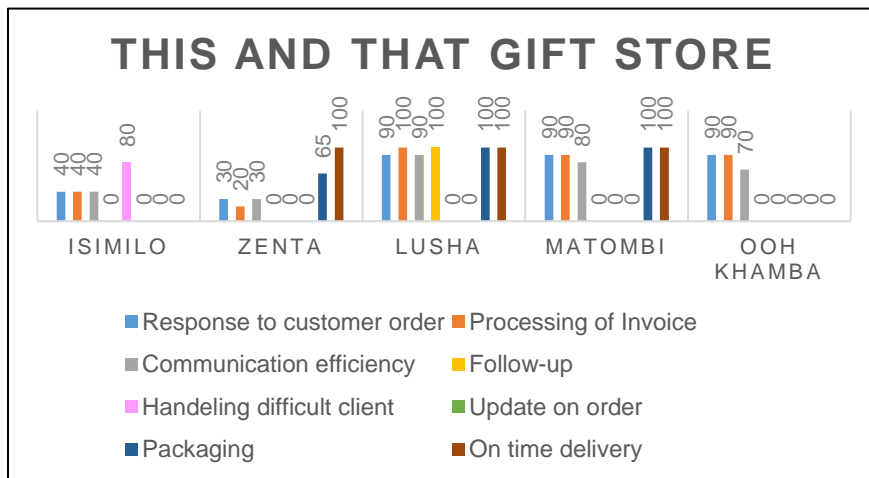 THIS AND THAT GIFT STORE
40 40 40 0 80 0 0 0
30 20 30 0 0 0 65 100
90 100 90 100 0 0 100 100
90 90 80 0 0 0 100 100
90 90 70 0 0 0 0 0
ISIMILO ZENTA LUSHA MATOMBI OOH
KHAMBA
Response to customer order Processing of Invoice
Communication efficiency Follow-up
Handeling difficult client Update on order
Packaging On time delivery